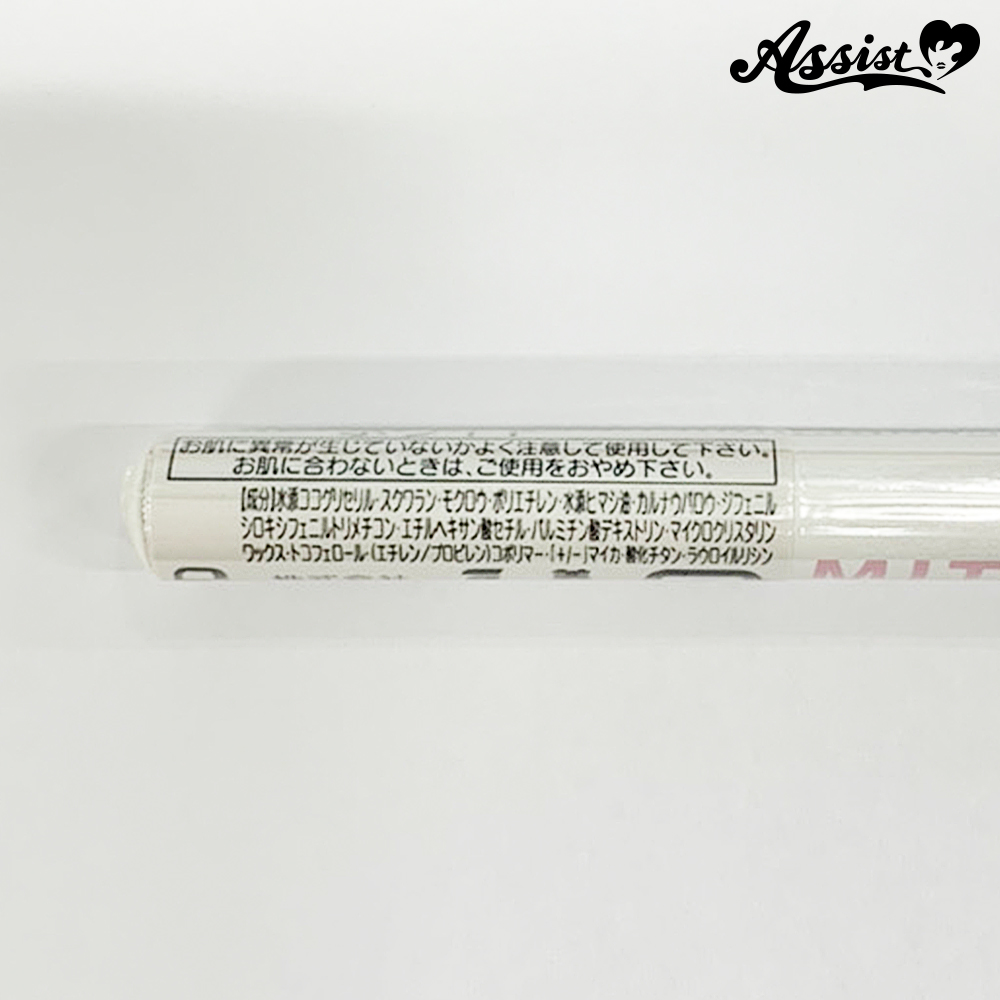 Assist
お肌に異常が生じていないかよく注意して使用して下さい。
お肌に合わないときは、ご使用をおやめ下さい。
【成分】水添ココグリセリル・スクワラン・モクロウ・ポリエチレン・水添ヒマシ油・カルナウバロウ・ジフェニル
シロキシフェニルトリメチコン・エチルヘキサン酸セチル・パルミチン酸デキストリン・マイクロクリスタリン
ワックス・トコフェロール・(エチレン/プロピレン)コポリマー・[+/-]マイカ・酸化チタン・ラウロイルリシン
MIT